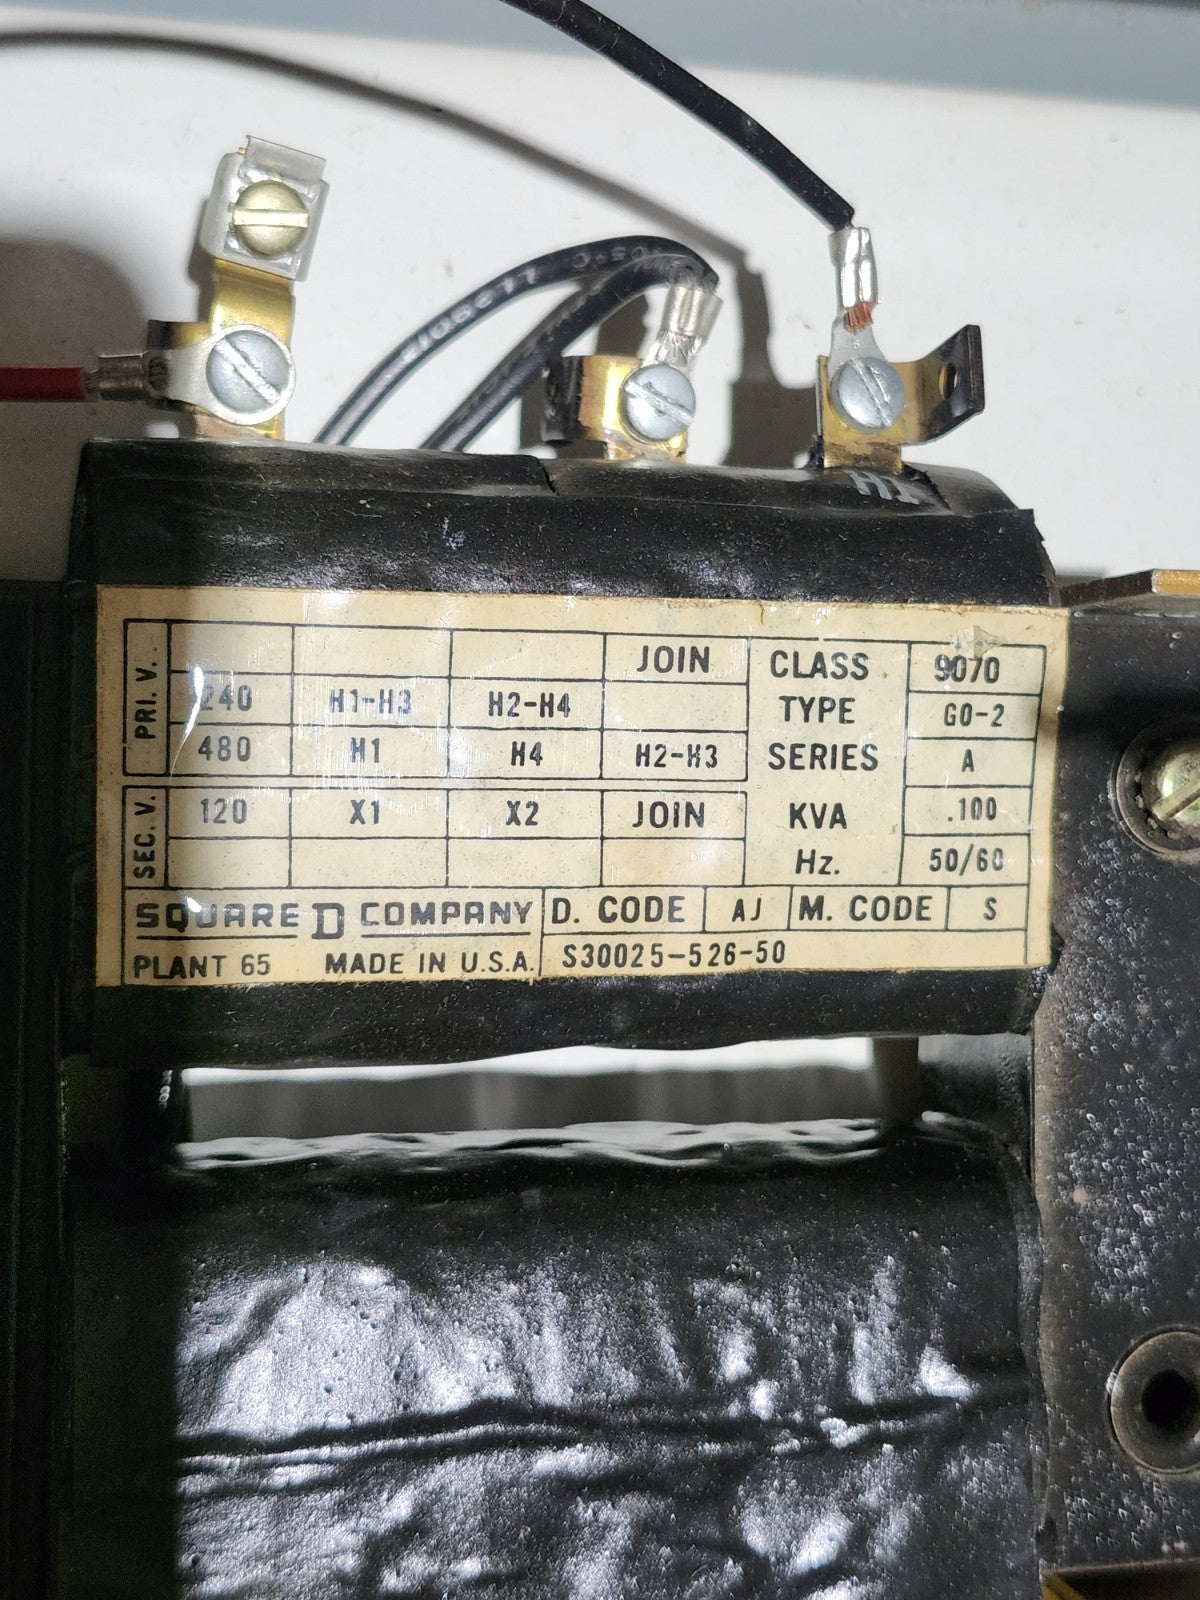 105°C
H1
JOIN CLASS 9070
PRI. V. 240 H1-H3 H2-H4 TYPE GO-2
480 H1 H4 H2-H3 SERIES A
SEC. V. 120 X1 X2 JOIN KVA .100
Hz. 50/60
SQUARE D COMPANY D. CODE AJ M. CODE S
PLANT 65 MADE IN U.S.A. S30025-526-50